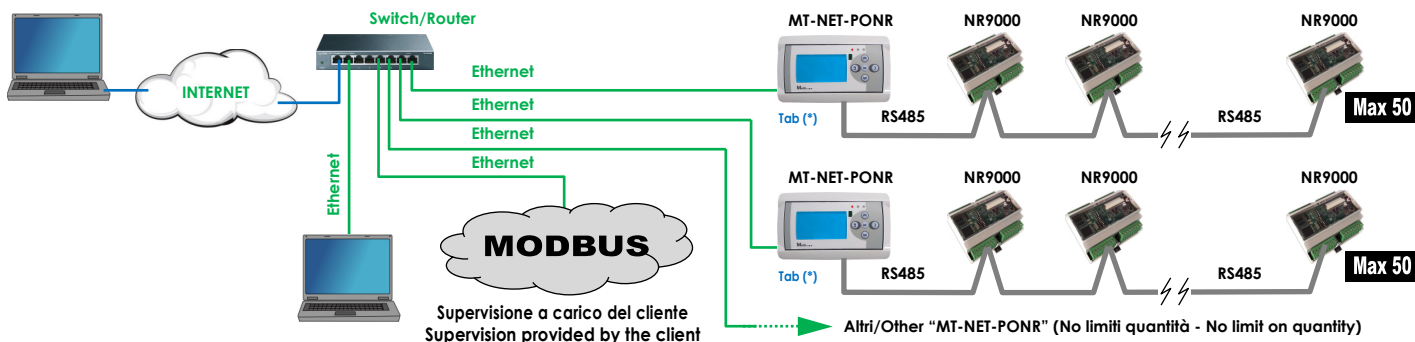 Switch/Router
MT-NET-PONR
NR9000
NR9000
NR9000
INTERNET
Ethernet
Ethernet
Ethernet
Ethernet
Ethernet
Tab (*)
RS485
RS485
Max 50
MT-NET-PONR
NR9000
NR9000
NR9000
MODBUS
Tab (*)
RS485
RS485
Max 50
Supervisione a carico del cliente
Supervision provided by the client
Altri/Other “MT-NET-PONR” (No limiti quantità - No limit on quantity)